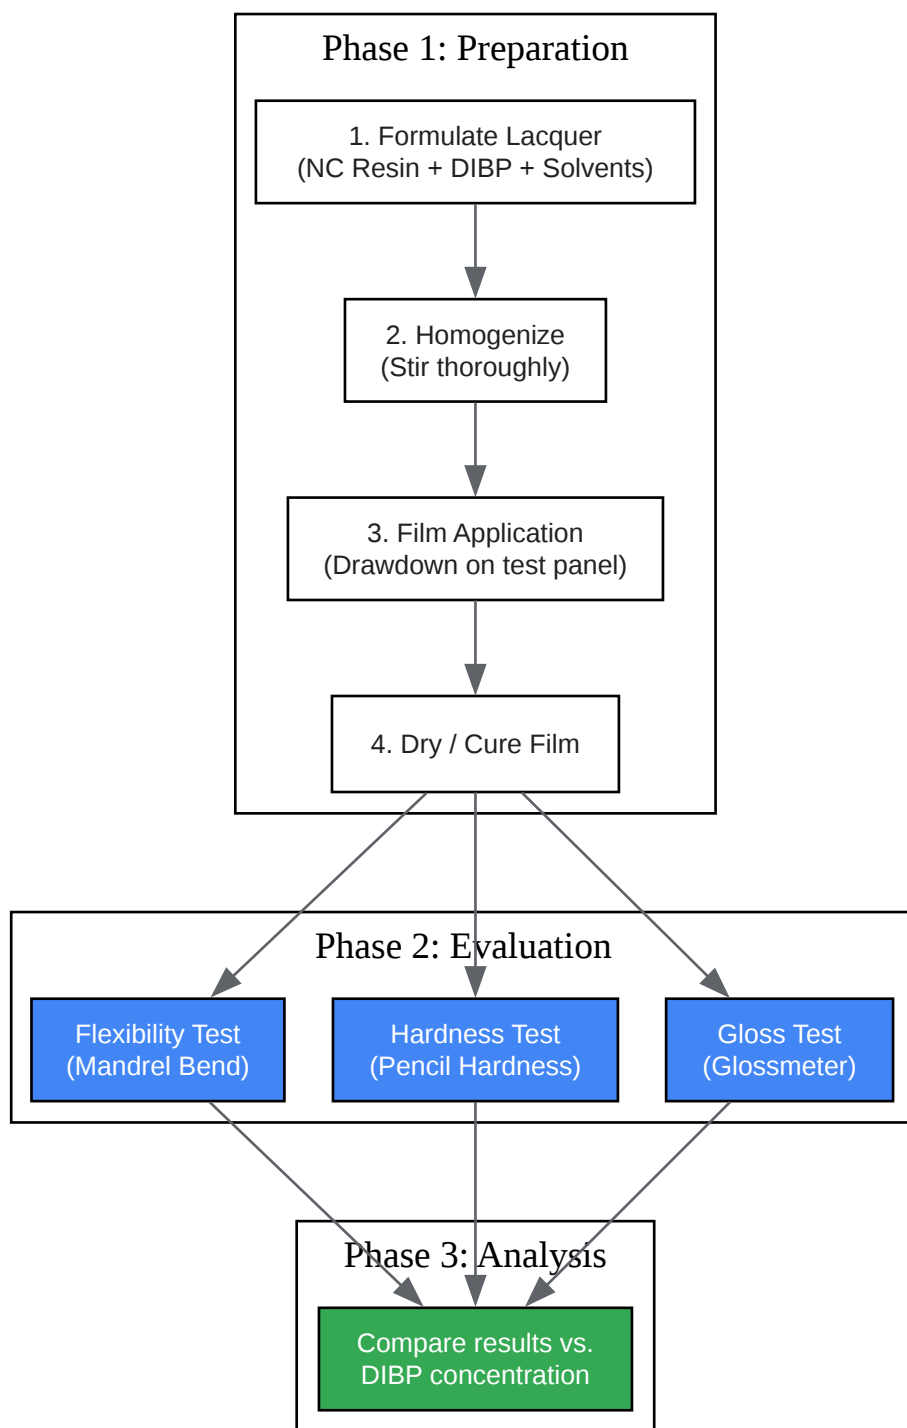 Phase 1: Preparation
1. Formulate Lacquer
(NC Resin + DIBP + Solvents)
2. Homogenize
(Stir thoroughly)
3. Film Application
(Drawdown on test panel)
4. Dry / Cure Film
Phase 2: Evaluation
Flexibility Test
(Mandrel Bend)
Hardness Test
(Pencil Hardness)
Gloss Test
(Glossmeter)
Phase 3: Analysis
Compare results vs.
DIBP concentration